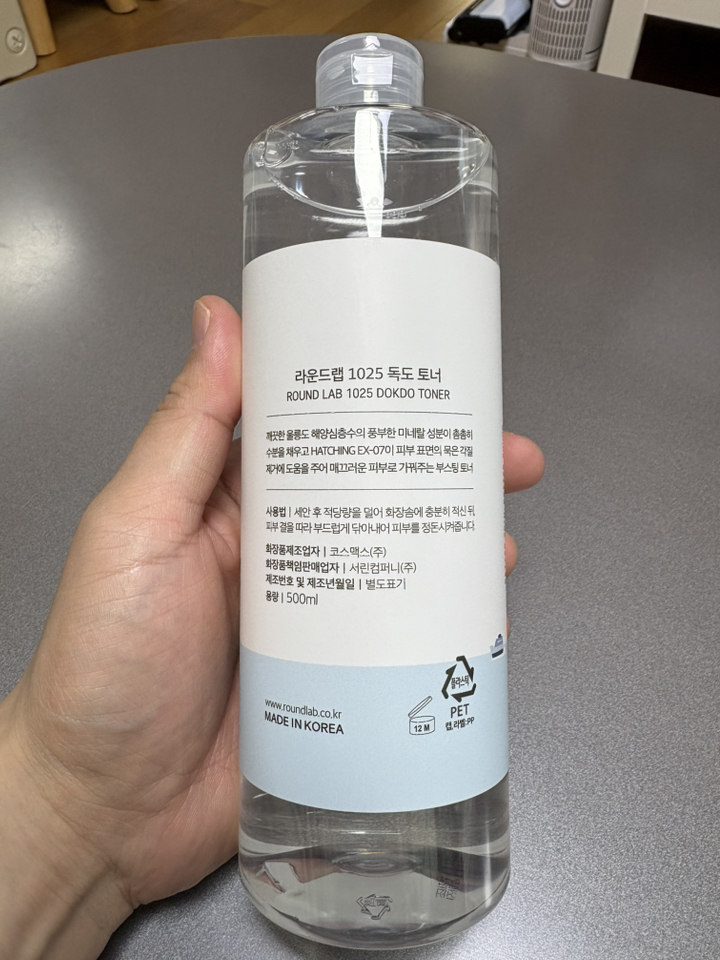 라운드랩 1025 독도 토너
ROUND LAB 1025 DOKDO TONER
깨끗한 울릉도 해양심층수의 풍부한 미네랄 성분이 촘촘히
수분을 채우고 HATCHING EX-07이 피부 표면의 묵은 각질
제거에 도움을 주어 매끄러운 피부로 가꿔주는 부스팅 토너
사용법 | 세안 후 적당량을 덜어 화장솜에 충분히 적신 뒤,
피부 결을 따라 부드럽게 닦아내어 피부를 정돈시켜줍니다.
화장품제조업자 | 코스맥스(주)
화장품책임판매업자 | 서린컴퍼니(주)
제조번호 및 제조년월일 | 별도표기
용량 | 500ml
플라스틱
PET
캡,라벨:PP
12 M
www.roundlab.co.kr
MADE IN KOREA